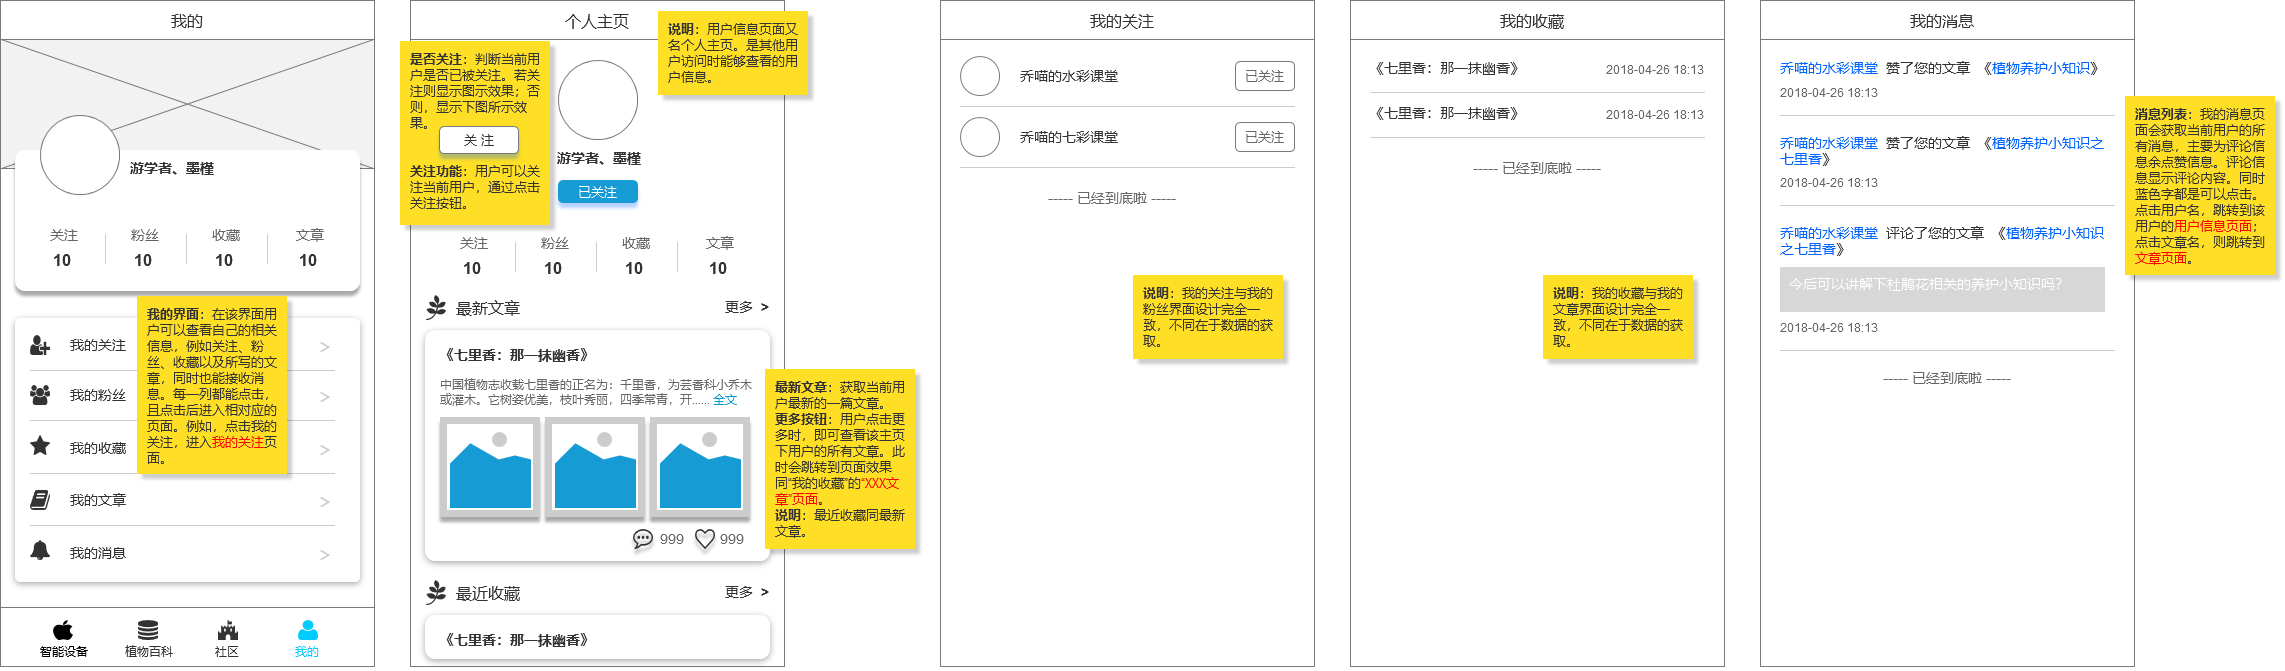 我的
游学者、墨槿
关注 粉丝 收藏 文章
10 10 10 10
我的关注 >
我的粉丝 >
我的收藏 >
我的文章 >
我的消息 >
我的界面：在该界面用
户可以查看自己的相关
信息，例如关注、粉
丝、收藏以及所写的文
章，同时也能接收消
息。每一列都能点击，
且点击后进入相对应的
页面。例如，点击我的
关注，进入我的关注页
面。
智能设备 植物百科 社区 我的
个人主页
是否关注：判断当前用
户是否已被关注。若关
注则显示图示效果；否
则，显示下图所示效
果。
关 注
关注功能：用户可以关
注当前用户，通过点击
关注按钮。
说明：用户信息页面又
名个人主页。是其他用
户访问时能够查看的用
户信息。
游学者、墨槿
已关注
关注 粉丝 收藏 文章
10 10 10 10
最新文章 更多 >
《七里香：那一抹幽香》
中国植物志收载七里香的正名为：千里香，为芸香科小乔木
或灌木。它树姿优美，枝叶秀丽，四季常青，开...... 全文
999 999
最近收藏 更多 >
《七里香：那一抹幽香》
最新文章：获取当前用
户最新的一篇文章。
更多按钮：用户点击更
多时，即可查看该主页
下用户的所有文章。此
时会跳转到页面效果
同“我的收藏”的“XXX文
章”页面。
说明：最近收藏同最新
文章。
我的关注
乔喵的水彩课堂 已关注
乔喵的七彩课堂 已关注
----- 已经到底啦 -----
说明：我的关注与我的
粉丝界面设计完全一
致，不同在于数据的获
取。
我的收藏
《七里香：那一抹幽香》 2018-04-26 18:13
《七里香：那一抹幽香》 2018-04-26 18:13
----- 已经到底啦 -----
说明：我的收藏与我的
文章界面设计完全一
致，不同在于数据的获
取。
我的消息
乔喵的水彩课堂 赞了您的文章 《植物养护小知识》
2018-04-26 18:13
乔喵的水彩课堂 赞了您的文章 《植物养护小知识之
七里香》
2018-04-26 18:13
乔喵的水彩课堂 评论了您的文章 《植物养护小知识
之七里香》
今后可以讲解下杜鹃花相关的养护小知识吗？
2018-04-26 18:13
----- 已经到底啦 -----
消息列表：我的消息页
面会获取当前用户的所
有消息，主要为评论信
息余点赞信息。评论信
息显示评论内容。同时
蓝色字都是可以点击。
点击用户名，跳转到该
用户的用户信息页面；
点击文章名，则跳转到
文章页面。